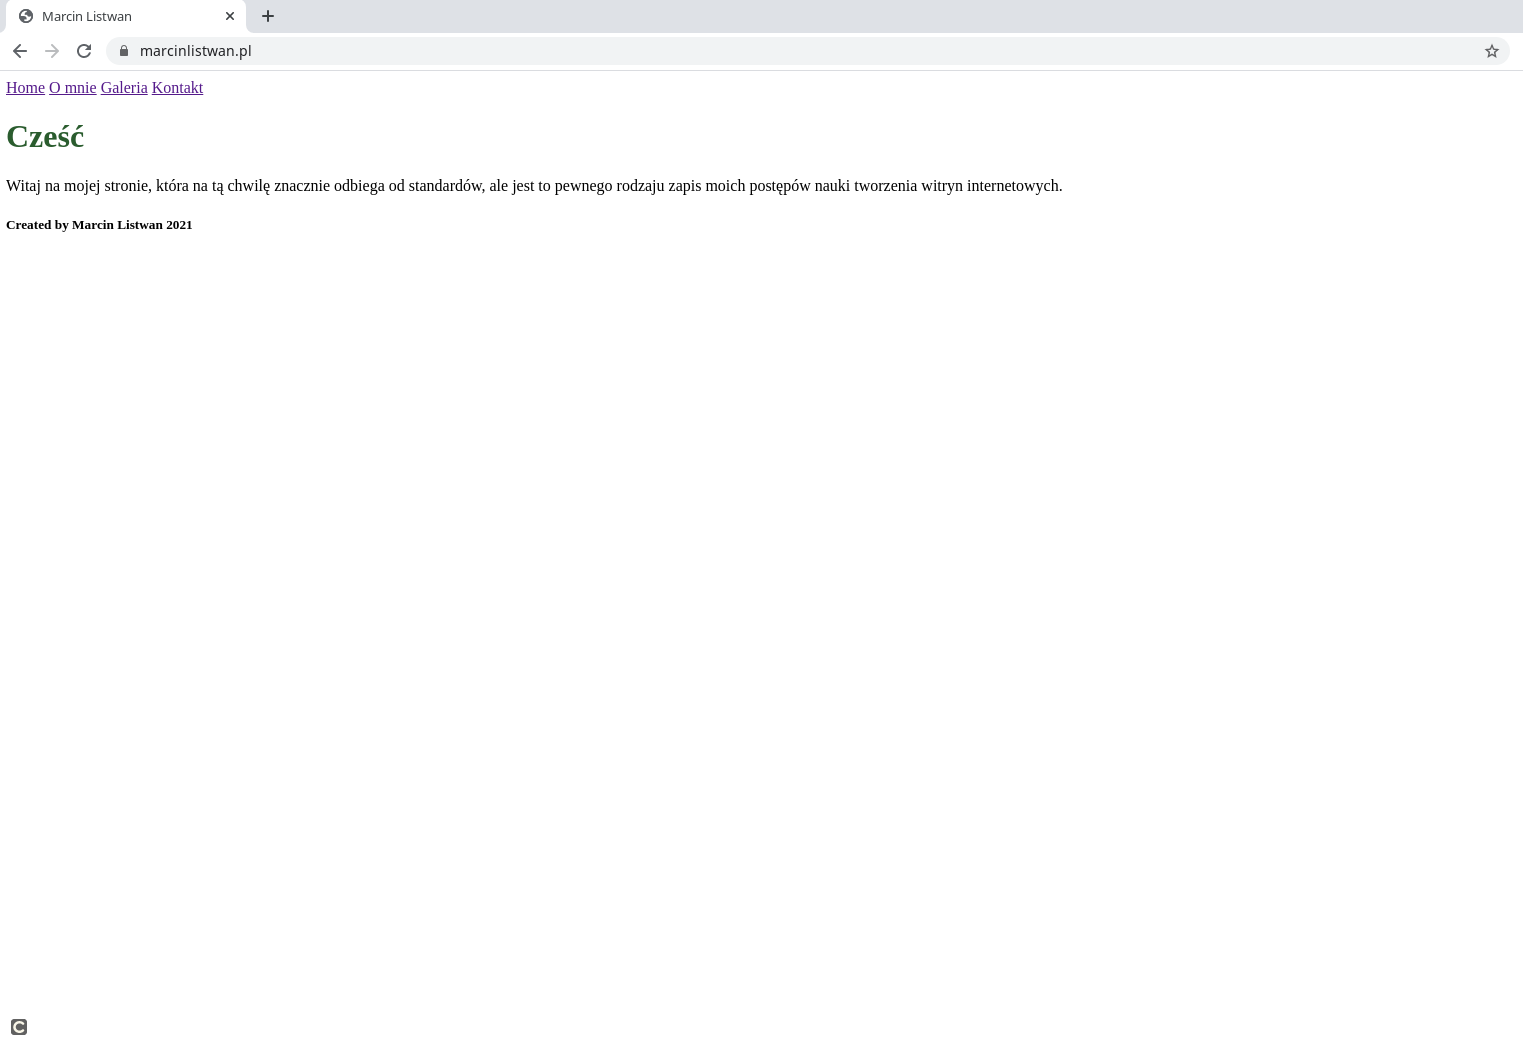 Marcin Listwan
marcinlistwan.pl
Home O mnie Galeria Kontakt
Cześć
Witaj na mojej stronie, która na tą chwilę znacznie odbiega od standardów, ale jest to pewnego rodzaju zapis moich postępów nauki tworzenia witryn internetowych.
Created by Marcin Listwan 2021
C